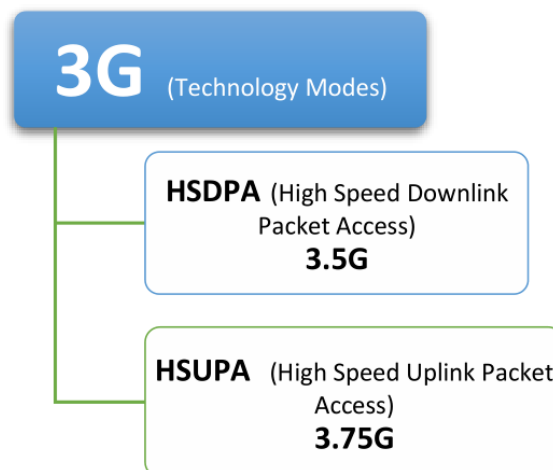 3G (Technology Modes)
HSDPA (High Speed Downlink
Packet Access)
3.5G
HSUPA (High Speed Uplink Packet
Access)
3.75G